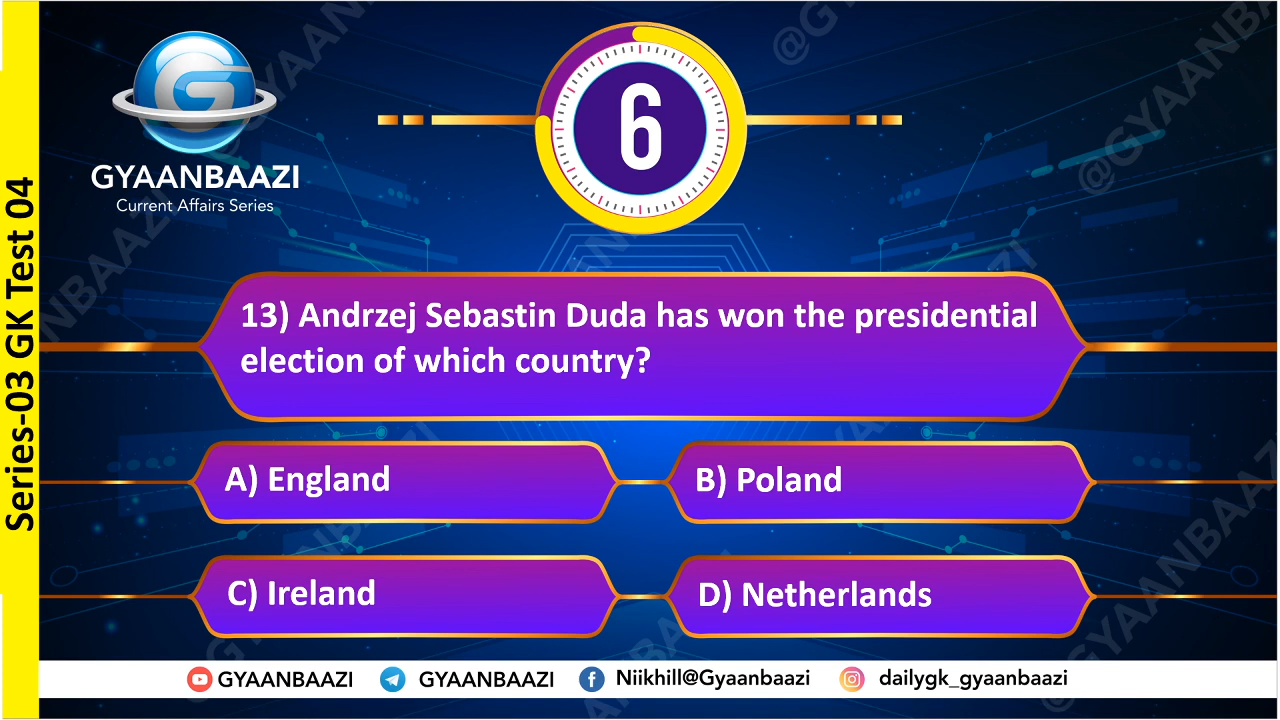 Series-03 GK Test 04
GYAANBAAZI
Current Affairs Series
6
13) Andrzej Sebastin Duda has won the presidential
election of which country?
A) England
B) Poland
C) Ireland
D) Netherlands
GYAANBAAZI
GYAANBAAZI
Niikhill@Gyaanbaazi
dailygk_gyaanbaazi
@GYAANBAAZI